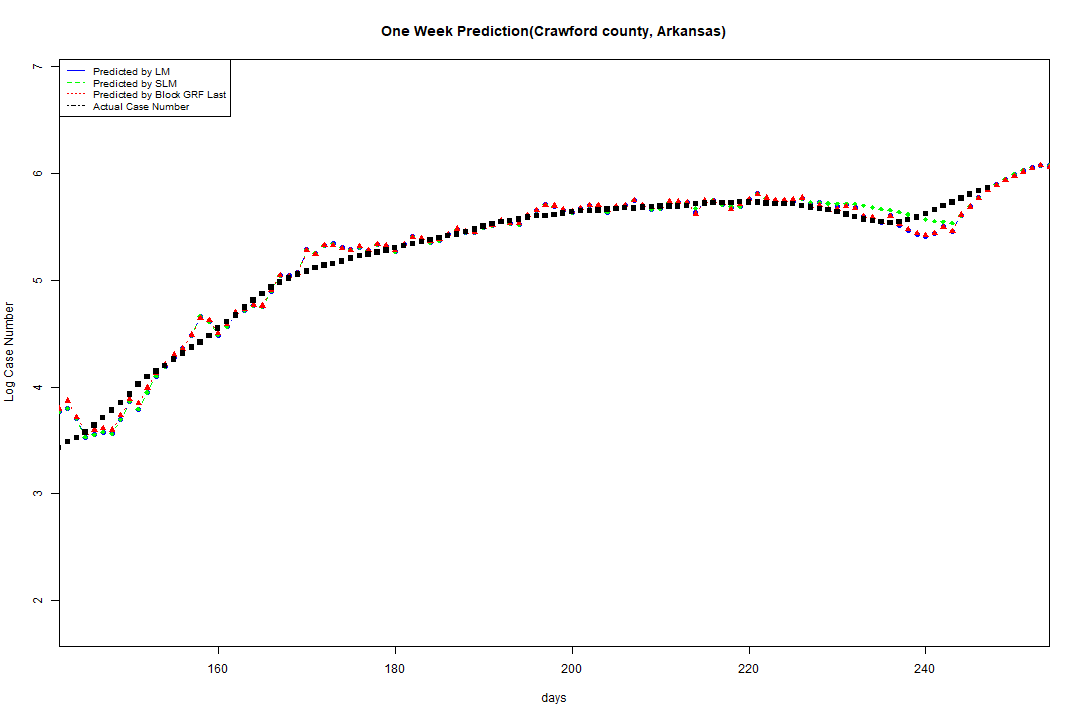 One Week Prediction(Crawford county, Arkansas)
Predicted by LM
Predicted by SLM
Predicted by Block GRF Last
Actual Case Number
7
6
5
4
3
2
Log Case Number
160 180 200 220 240
days